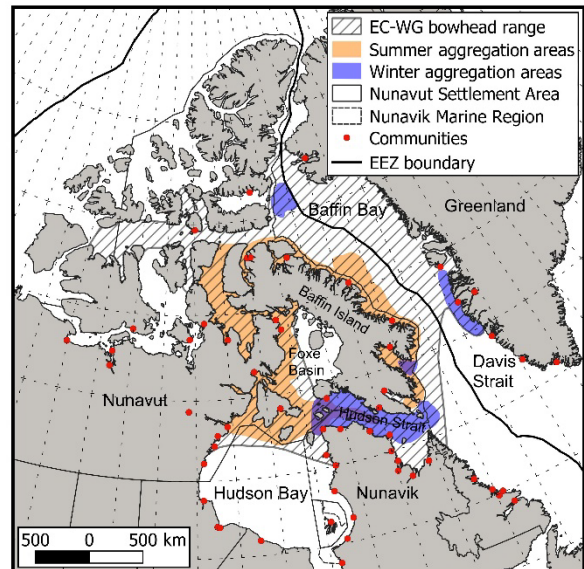 EC-WG bowhead range
Summer aggregation areas
Winter aggregation areas
Nunavut Settlement Area
Nunavik Marine Region
Communities
EEZ boundary
Baffin Bay
Greenland
Baffin Island
Foxe
Basin
Davis
Strait
Nunavut
Hudson Strait
Hudson Bay
Nunavik
500 0 500 km